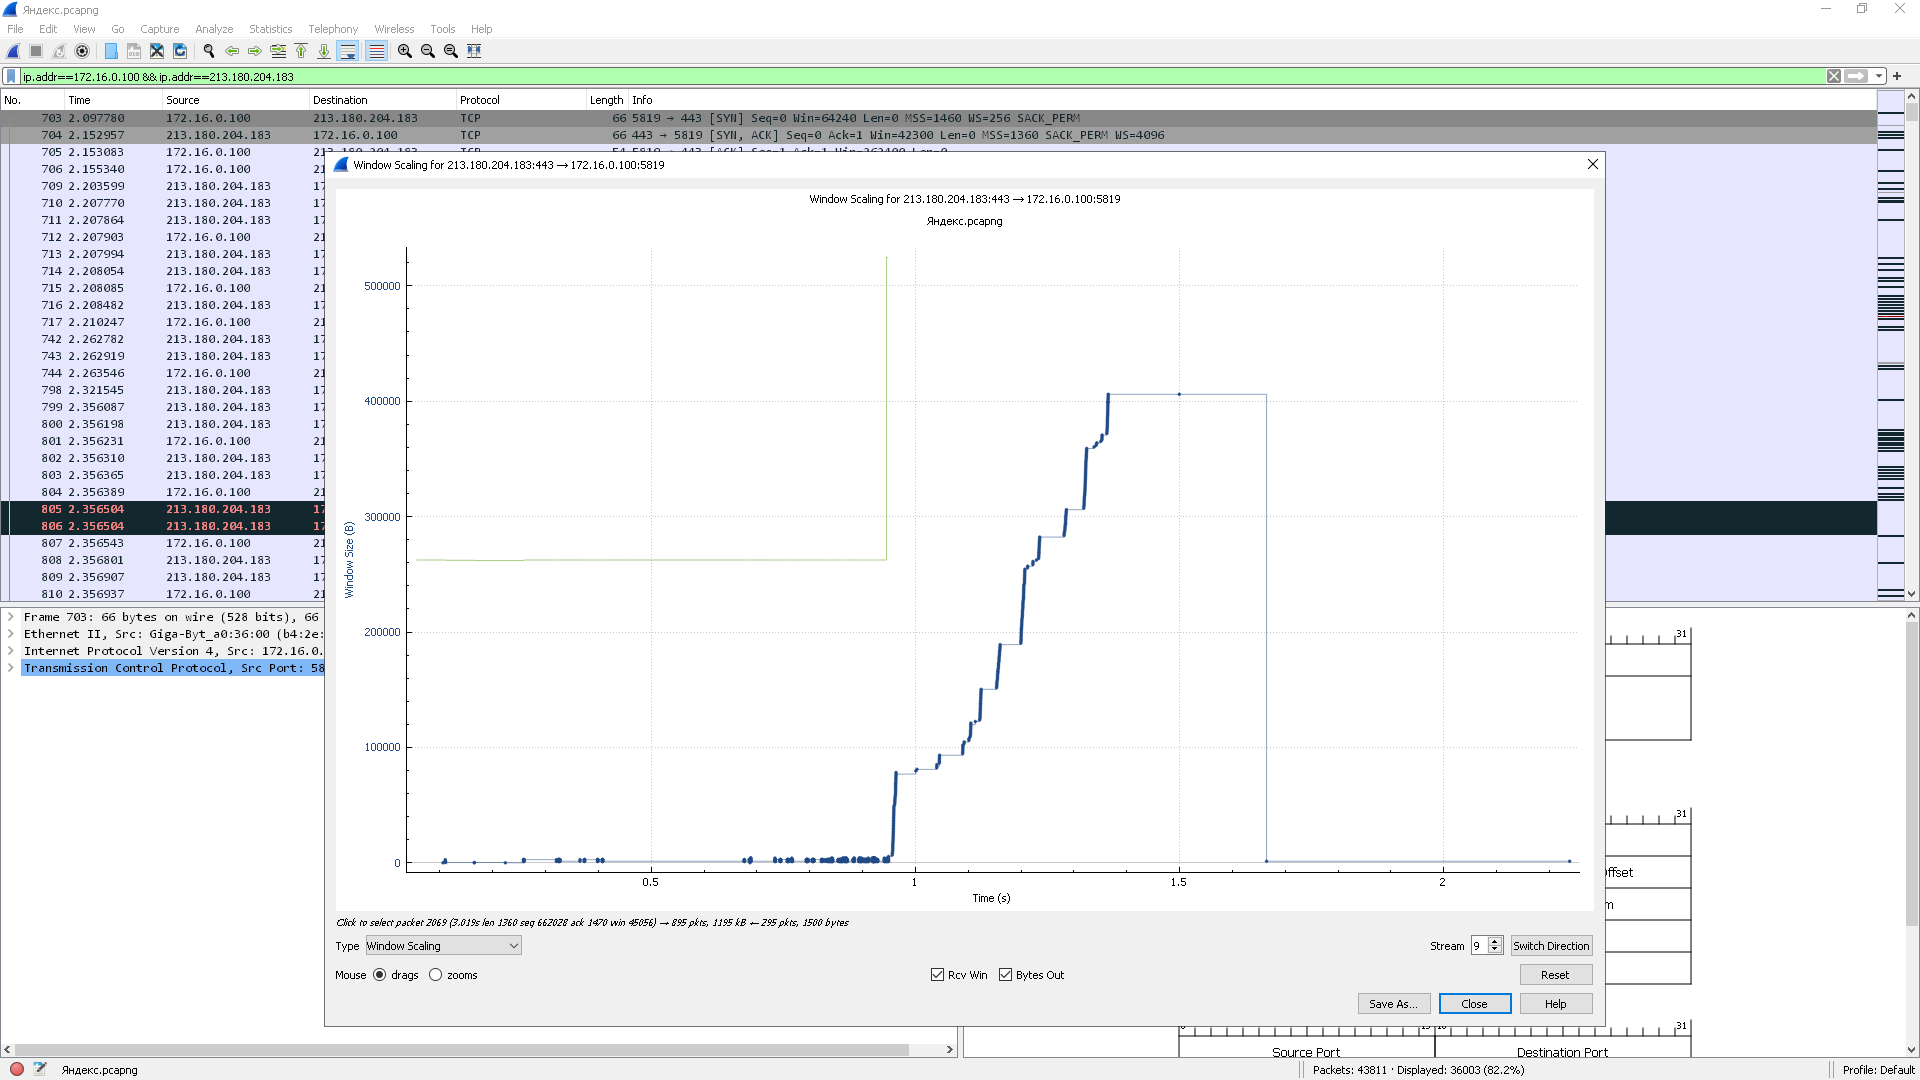 Яндекс.pcapng
File Edit View Go Capture Analyze Statistics Telephony Wireless Tools Help
ip.addr==172.16.0.100 && ip.addr==213.180.204.183
No. Time Source Destination Protocol Length Info
703 2.097780 172.16.0.100 213.180.204.183 TCP 66 5819 → 443 [SYN] Seq=0 Win=64240 Len=0 MSS=1460 WS=256 SACK_PERM
704 2.152957 213.180.204.183 172.16.0.100 TCP 66 443 → 5819 [SYN, ACK] Seq=0 Ack=1 Win=42300 Len=0 MSS=1360 SACK_PERM WS=4096
705 2.153083 172.16.0.100
706 2.155340 172.16.0.100 21
709 2.203599 213.180.204.183 17
710 2.207770 213.180.204.183 17
711 2.207864 213.180.204.183 17
712 2.207903 172.16.0.100 21
713 2.207994 213.180.204.183 17
714 2.208054 213.180.204.183 17
715 2.208085 172.16.0.100 21
716 2.208482 213.180.204.183 17
717 2.210247 172.16.0.100 21
742 2.262782 213.180.204.183 17
743 2.262919 213.180.204.183 17
744 2.263546 172.16.0.100 21
798 2.321545 213.180.204.183 17
799 2.356087 213.180.204.183 17
800 2.356198 213.180.204.183 17
801 2.356231 172.16.0.100 21
802 2.356310 213.180.204.183 17
803 2.356365 213.180.204.183 17
804 2.356389 172.16.0.100 21
805 2.356504 213.180.204.183 17
806 2.356504 213.180.204.183 17
807 2.356543 172.16.0.100 21
808 2.356801 213.180.204.183 17
809 2.356907 213.180.204.183 17
810 2.356937 172.16.0.100 21
Frame 703: 66 bytes on wire (528 bits), 66
Ethernet II, Src: Giga-Byt_a0:36:00 (b4:2e:
Internet Protocol Version 4, Src: 172.16.0.
Transmission Control Protocol, Src Port: 58
Window Scaling for 213.180.204.183:443 → 172.16.0.100:5819
Window Scaling for 213.180.204.183:443 → 172.16.0.100:5819
Яндекс.pcapng
500000
400000
300000
200000
100000
0
Window Size (B)
0.5 1 1.5 2
Time (s)
Click to select packet 2069 (3.019s len 1360 seq 662028 ack 1470 win 45056) → 895 pkts, 1195 kB ← 295 pkts, 1500 bytes
Type Window Scaling
Stream 9 Switch Direction
Mouse drags zooms
Rcv Win Bytes Out
Reset
Save As... Close Help
31
31
31
Source Port Destination Port
Яндекс.pcapng
Packets: 43811 · Displayed: 36003 (82.2%)
Profile: Default